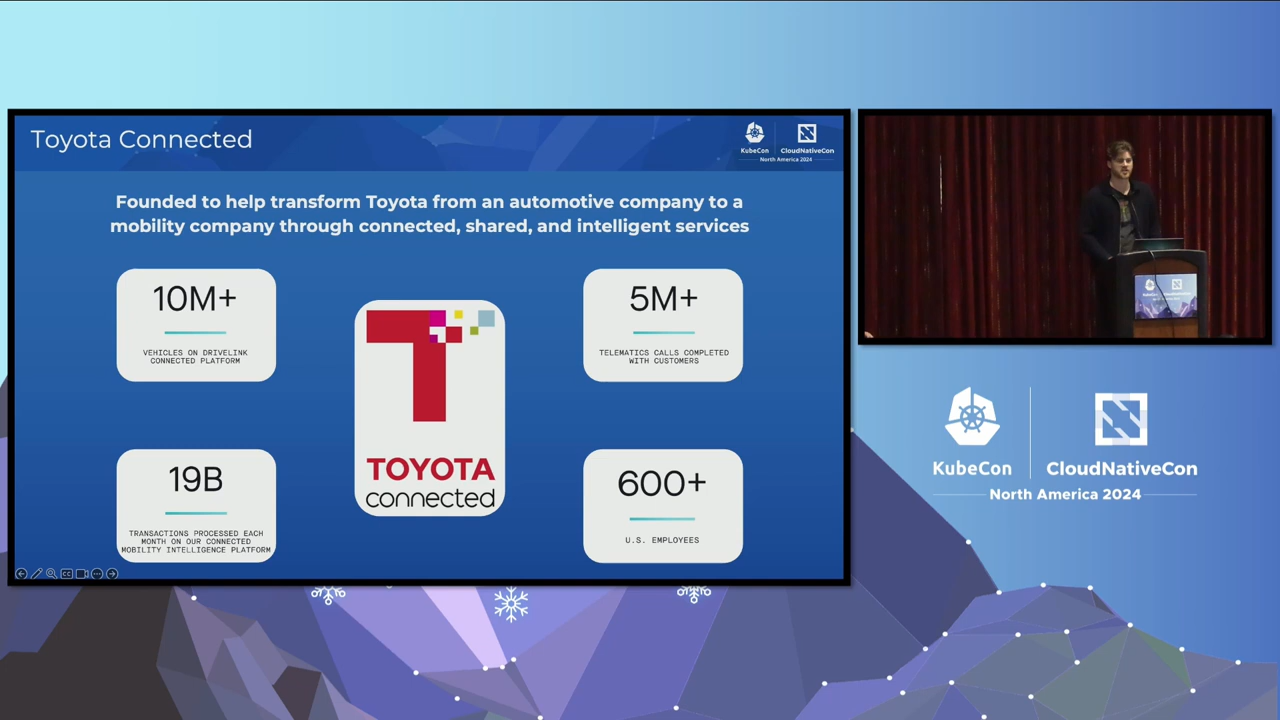 Toyota Connected
KubeCon
CloudNativeCon
North America 2024
Founded to help transform Toyota from an automotive company to a
mobility company through connected, shared, and intelligent services
10M+
VEHICLES ON DRIVELINK
CONNECTED PLATFORM
5M+
TELEMATICS CALLS COMPLETED
WITH CUSTOMERS
TOYOTA
connected
19B
TRANSACTIONS PROCESSED EACH
MONTH ON OUR CONNECTED
MOBILITY INTELLIGENCE PLATFORM
600+
U.S. EMPLOYEES
CC
KubeCon
CloudNativeCon
North America 2024